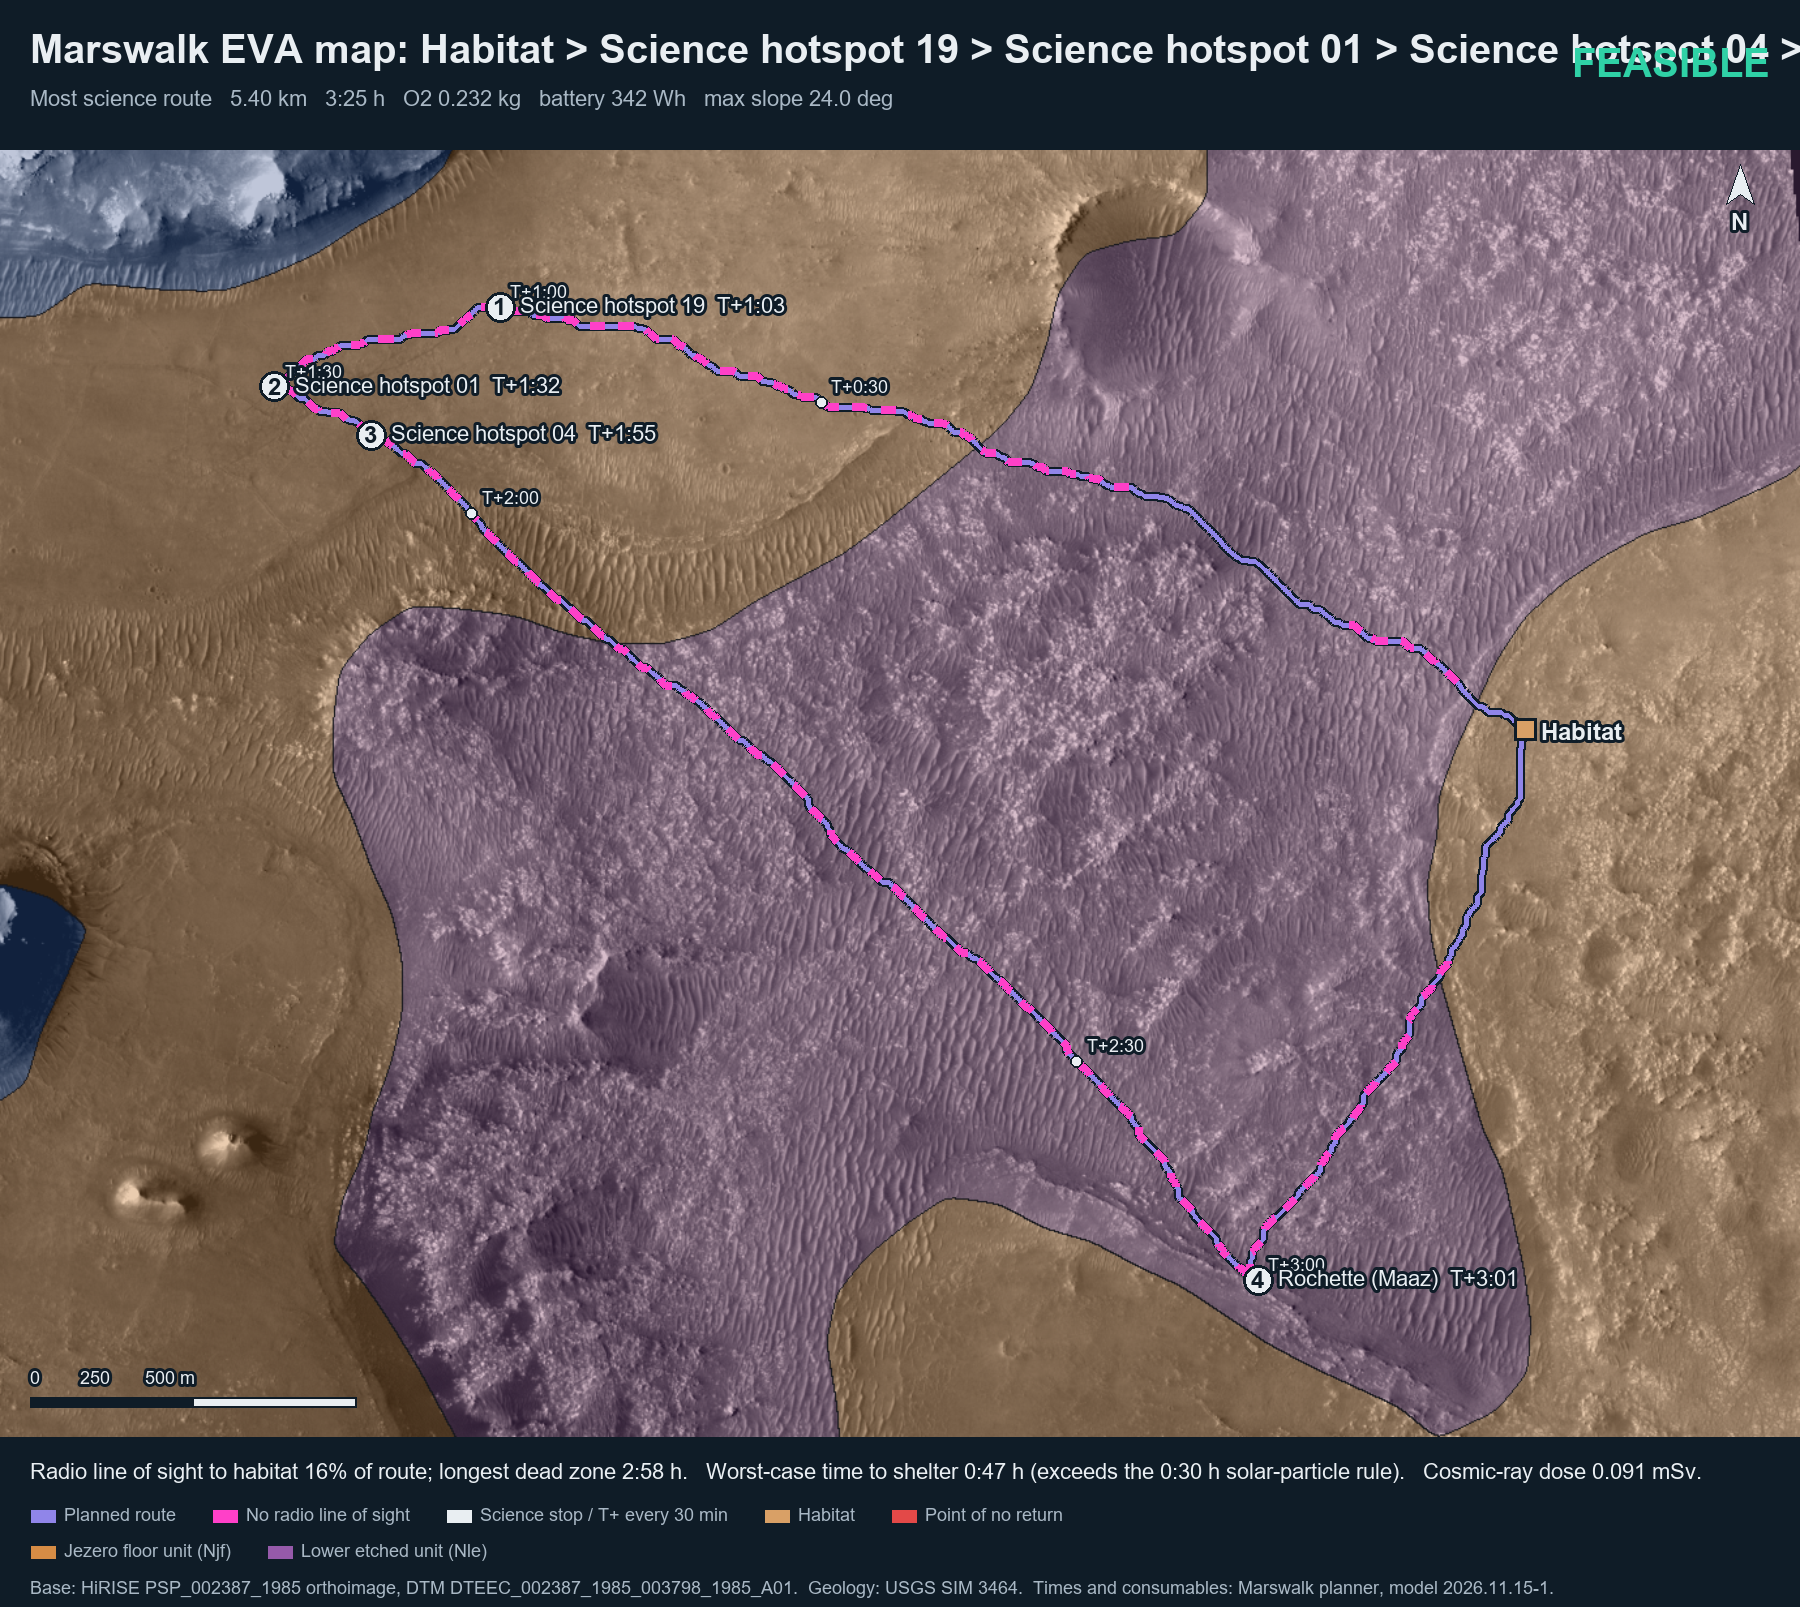 Marswalk EVA map: Habitat > Science hotspot 19 > Science hotspot 01 > Science hotspot 04 >
FEASIBLE
Most science route 5.40 km 3:25 h O2 0.232 kg battery 342 Wh max slope 24.0 deg
N
T+1:00
1 Science hotspot 19 T+1:03
T+1:30
2 Science hotspot 01 T+1:32
T+0:30
3 Science hotspot 04 T+1:55
T+2:00
Habitat
T+2:30
T+3:00
4 Rochette (Maaz) T+3:01
0 250 500 m
Radio line of sight to habitat 16% of route; longest dead zone 2:58 h. Worst-case time to shelter 0:47 h (exceeds the 0:30 h solar-particle rule). Cosmic-ray dose 0.091 mSv.
Planned route No radio line of sight Science stop / T+ every 30 min Habitat Point of no return
Jezero floor unit (Njf) Lower etched unit (Nle)
Base: HiRISE PSP_002387_1985 orthoimage, DTM DTEEC_002387_1985_003798_1985_A01. Geology: USGS SIM 3464. Times and consumables: Marswalk planner, model 2026.11.15-1.